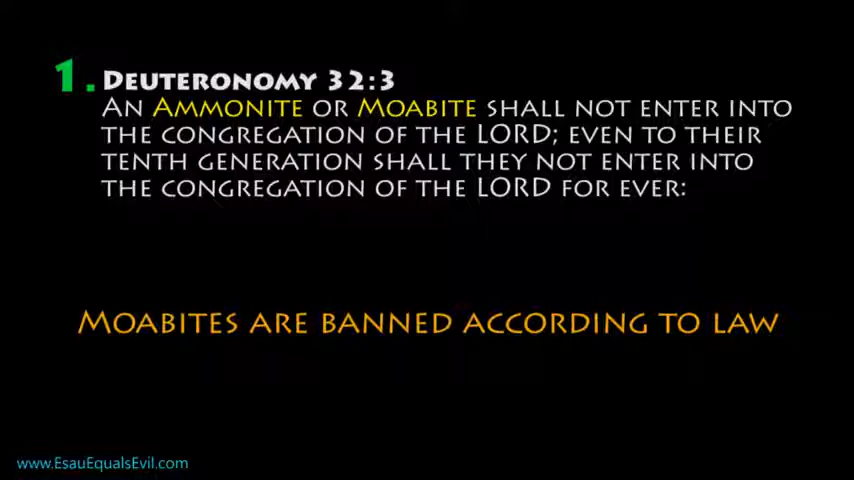 1. Deuteronomy 32:3
An Ammonite or Moabite shall not enter into
the congregation of the LORD; even to their
tenth generation shall they not enter into
the congregation of the LORD for ever:
Moabites are banned according to law
www.EsauEqualsEvil.com